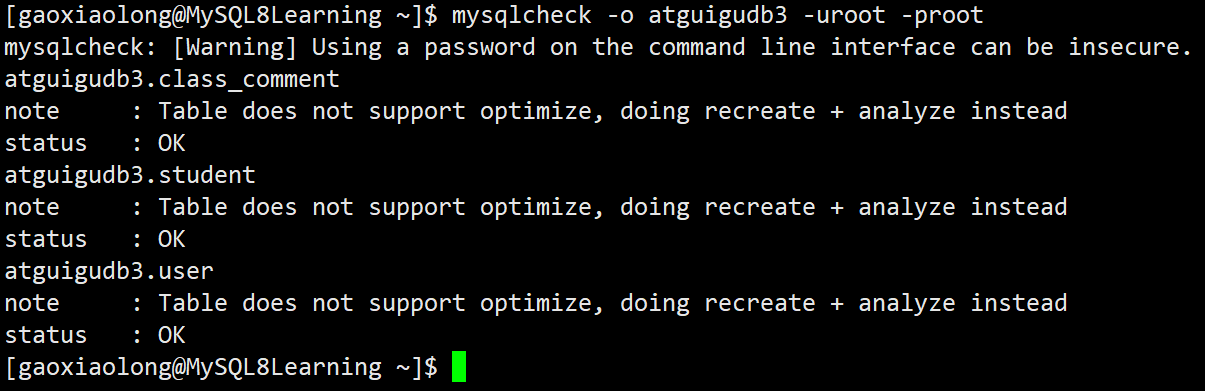 [gaoxiaolong@MySQL8Learning ~]$ mysqlcheck -o atguigudb3 -uroot -proot
mysqlcheck: [Warning] Using a password on the command line interface can be insecure.
atguigudb3.class_comment
note     : Table does not support optimize, doing recreate + analyze instead
status   : OK
atguigudb3.student
note     : Table does not support optimize, doing recreate + analyze instead
status   : OK
atguigudb3.user
note     : Table does not support optimize, doing recreate + analyze instead
status   : OK
[gaoxiaolong@MySQL8Learning ~]$